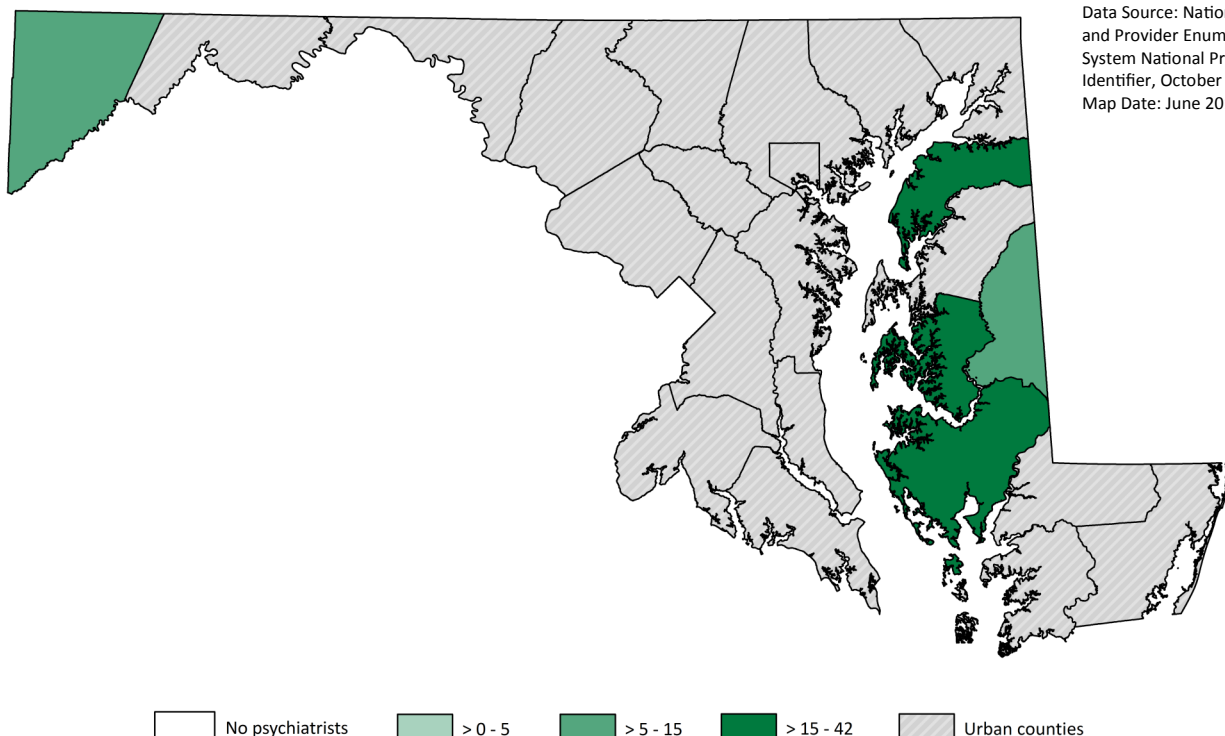 Data Source: Natio
and Provider Enum
System National Pr
Identifier, October
Map Date: June 20
No psychiatrists
> 0 - 5
> 5 - 15
> 15 - 42
Urban counties